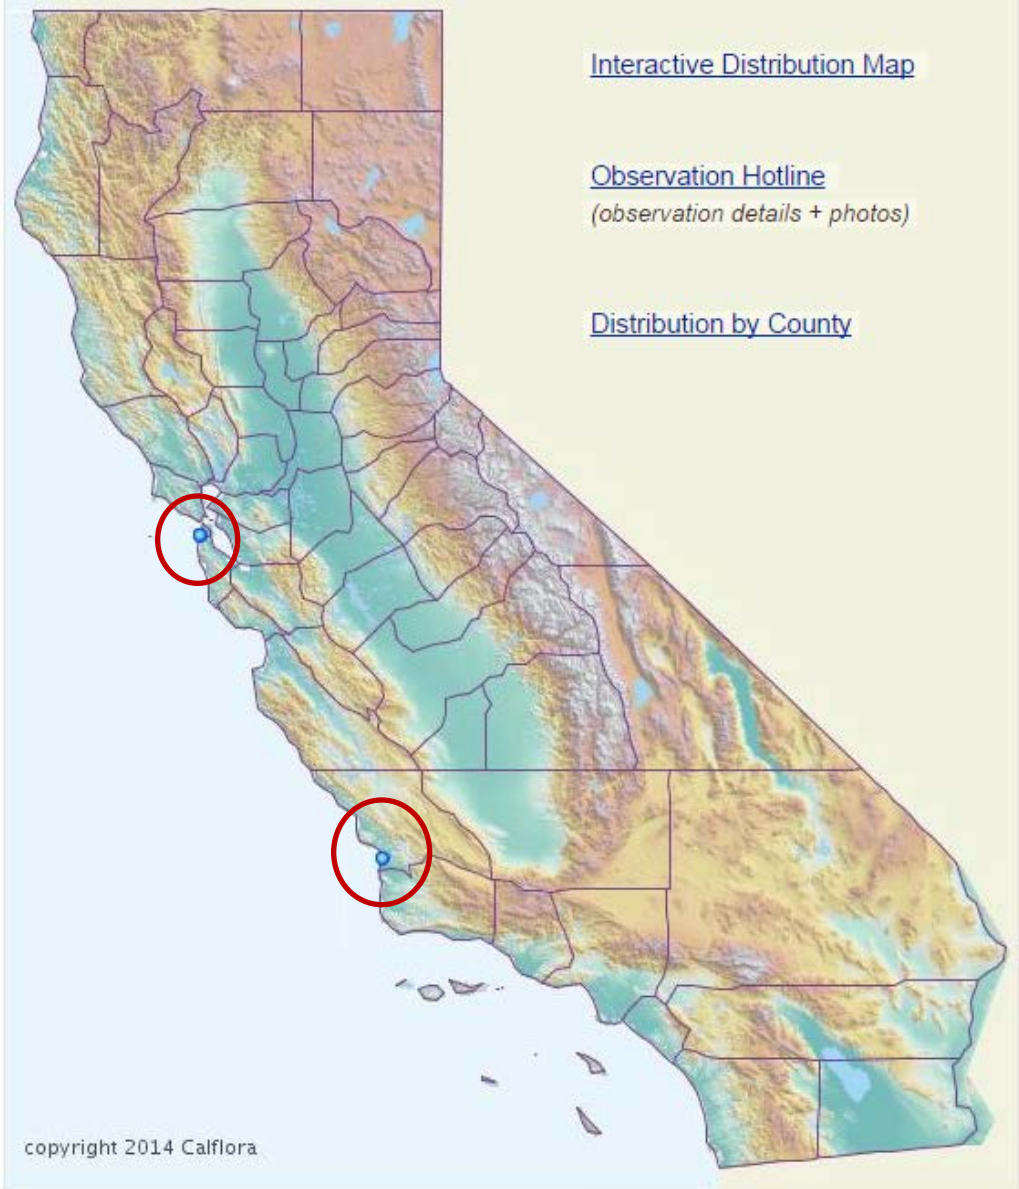 Interactive Distribution Map
Observation Hotline
(observation details + photos)
Distribution by County
copyright 2014 Calflora